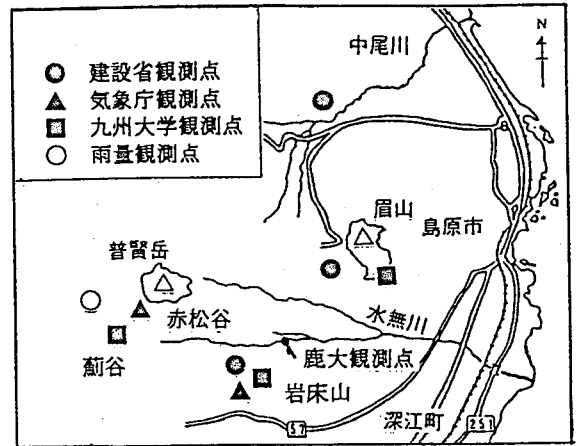 建設省観測点
気象庁観測点
九州大学観測点
雨量観測点
N
中尾川
眉山
島原市
普賢岳
赤松谷
水無川
薊谷
鹿大観測点
岩床山
深江町
57
251